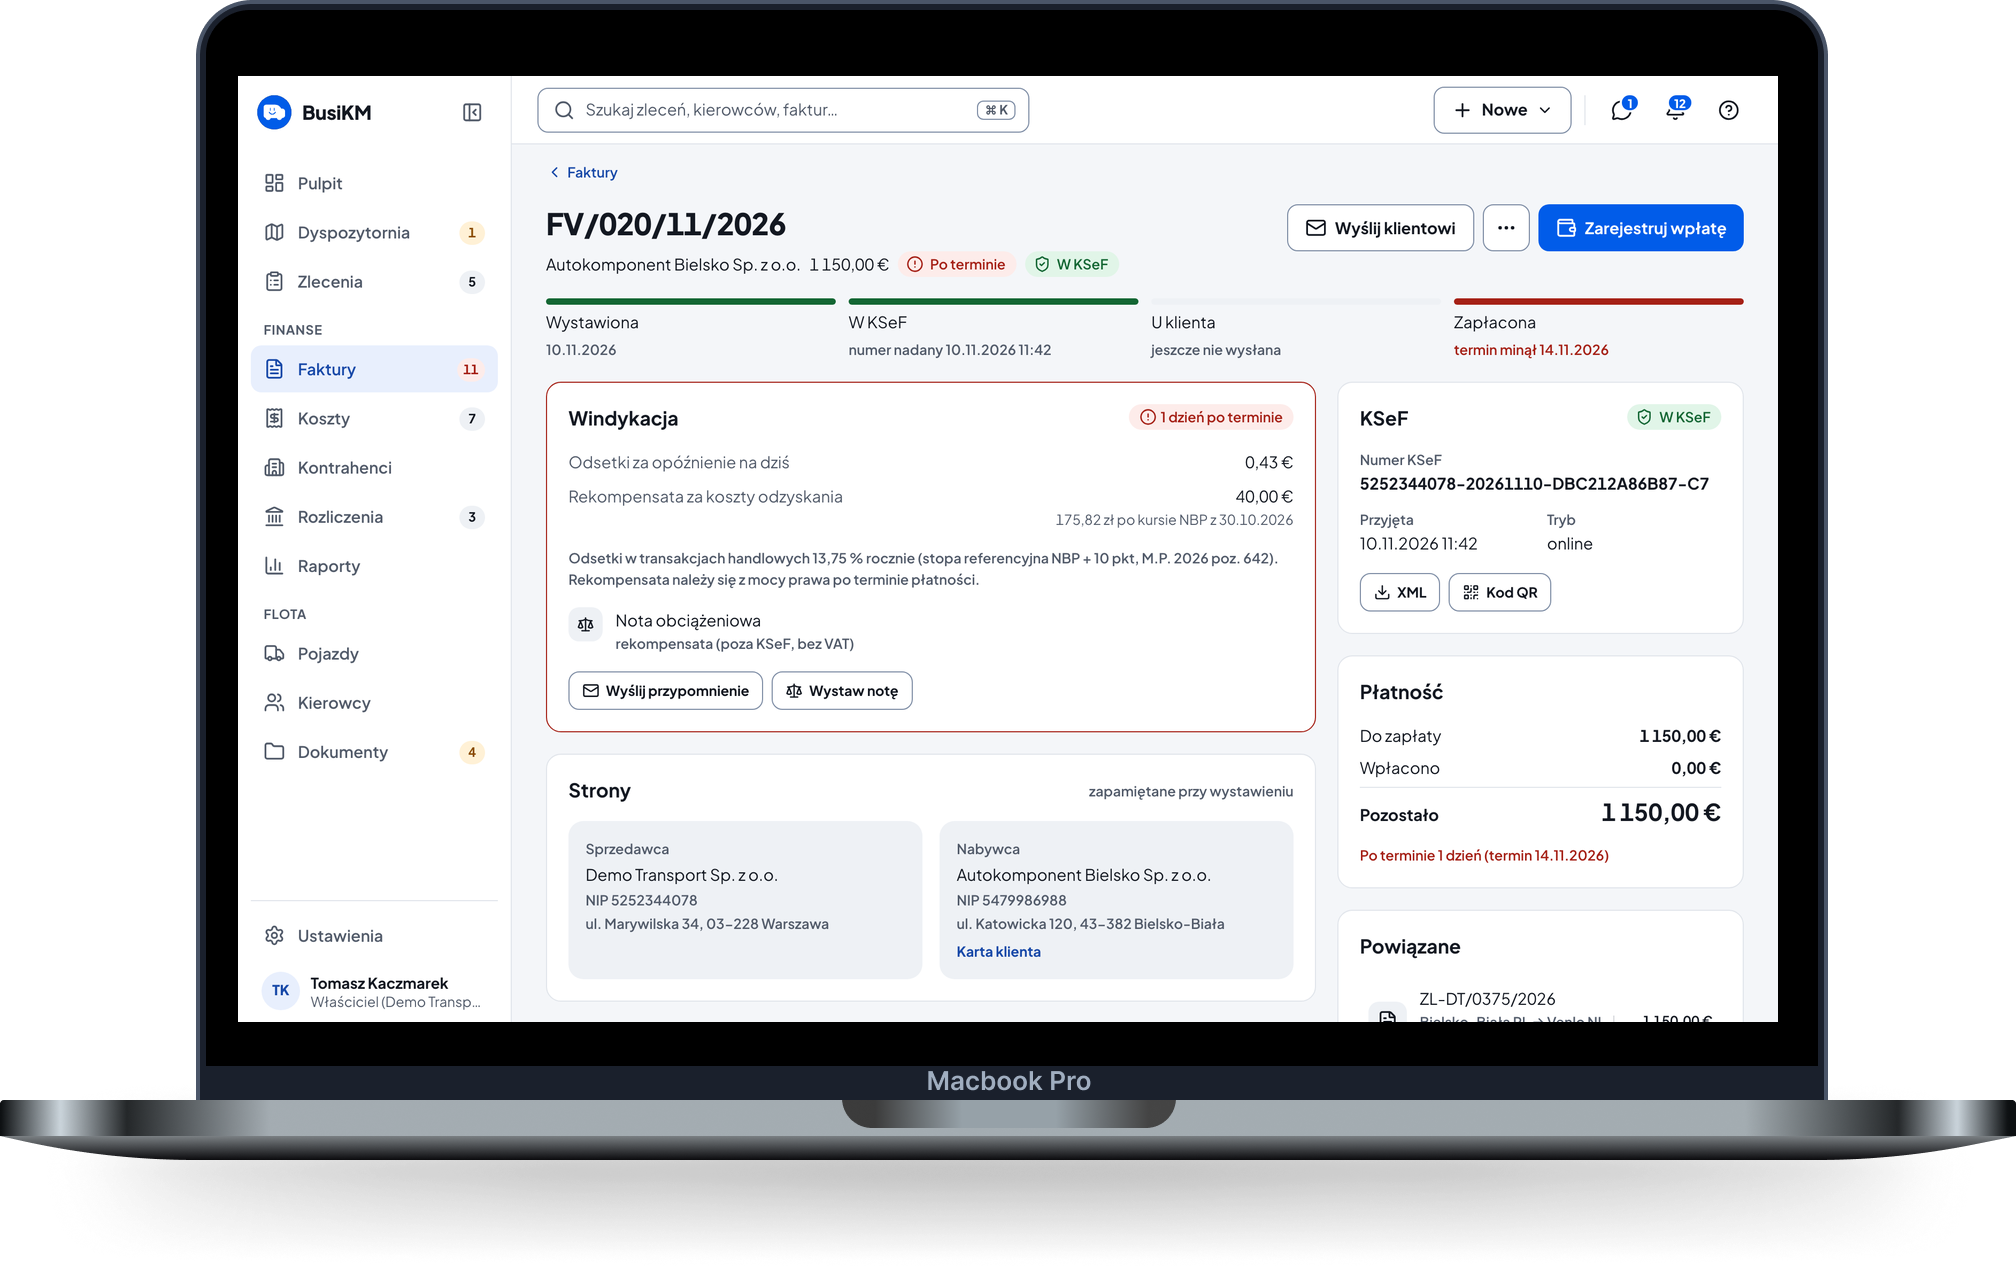 BusiKM
Szukaj zleceń, kierowców, faktur...
⌘ K
Nowe
1
12
Pulpit
Dyspozytornia 1
Zlecenia 5
FINANSE
Faktury 11
Koszty 7
Kontrahenci
Rozliczenia 3
Raporty
FLOTA
Pojazdy
Kierowcy
Dokumenty 4
Ustawienia
TK
Tomasz Kaczmarek
Właściciel (Demo Transp...
Faktury
FV/020/11/2026
Autokomponent Bielsko Sp. z o.o. 1 150,00 € Po terminie W KSeF
Wyślij klientowi
Zarejestruj wpłatę
Wystawiona
10.11.2026
W KSeF
numer nadany 10.11.2026 11:42
U klienta
jeszcze nie wysłana
Zapłacona
termin minął 14.11.2026
Windykacja
1 dzień po terminie
Odsetki za opóźnienie na dziś 0,43 €
Rekompensata za koszty odzyskania 40,00 €
175,82 zł po kursie NBP z 30.10.2026
Odsetki w transakcjach handlowych 13,75 % rocznie (stopa referencyjna NBP + 10 pkt, M.P. 2026 poz. 642).
Rekompensata należy się z mocy prawa po terminie płatności.
Nota obciążeniowa
rekompensata (poza KSeF, bez VAT)
Wyślij przypomnienie
Wystaw notę
Strony
zapamiętane przy wystawieniu
Sprzedawca
Demo Transport Sp. z o.o.
NIP 5252344078
ul. Marywilska 34, 03-228 Warszawa
Nabywca
Autokomponent Bielsko Sp. z o.o.
NIP 5479986988
ul. Katowicka 120, 43-382 Bielsko-Biała
Karta klienta
KSeF
W KSeF
Numer KSeF
5252344078-20261110-DBC212A86B87-C7
Przyjęta
10.11.2026 11:42
Tryb
online
XML
Kod QR
Płatność
Do zapłaty 1 150,00 €
Wpłacono 0,00 €
Pozostało 1 150,00 €
Po terminie 1 dzień (termin 14.11.2026)
Powiązane
ZL-DT/0375/2026
Bielsko-Biała PL → Venlo NL 1 150,00 €
Macbook Pro